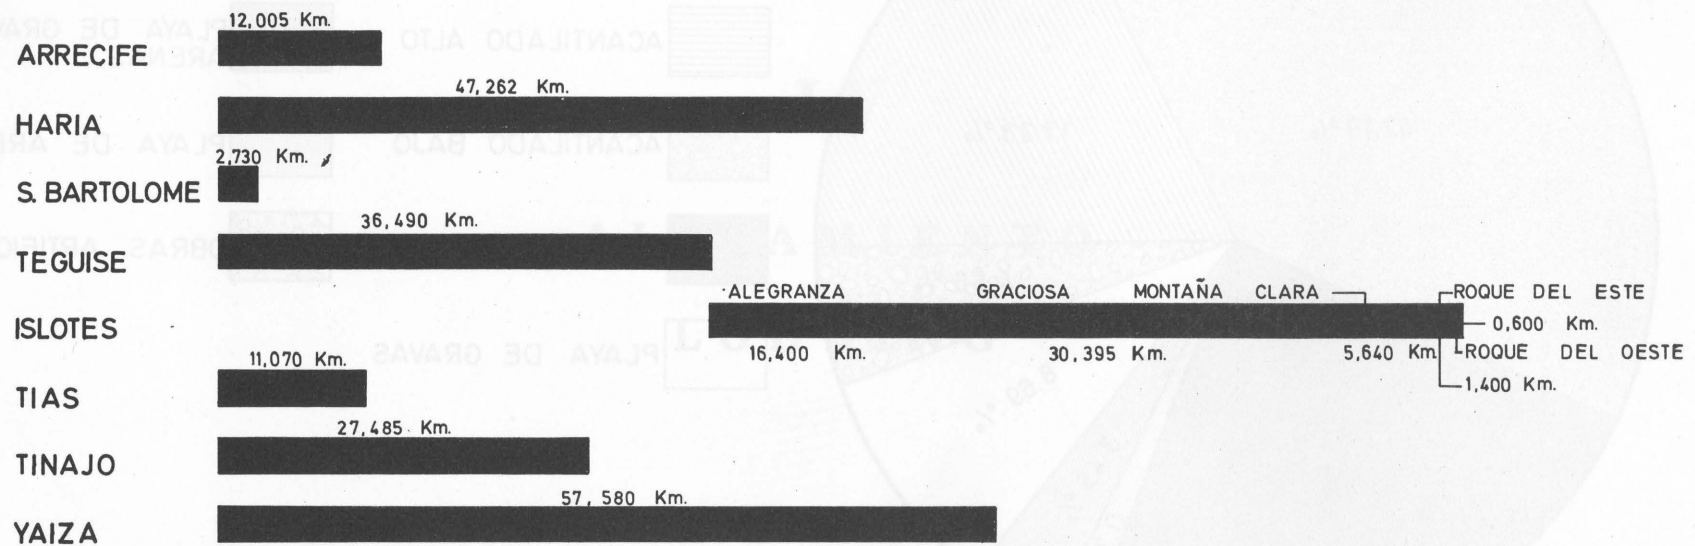 12,005 Km.
ARRECIFE
47,262 Km.
HARIA
2,730 Km.
S. BARTOLOME
36,490 Km.
TEGUISE
ALEGRANZA GRACIOSA MONTAÑA CLARA ROQUE DEL ESTE
ISLOTES
0,600 Km.
16,400 Km. 30,395 Km. 5,640 Km. ROQUE DEL OESTE
11,070 Km.
1,400 Km.
TIAS
27,485 Km.
TINAJO
57,580 Km.
YAIZA